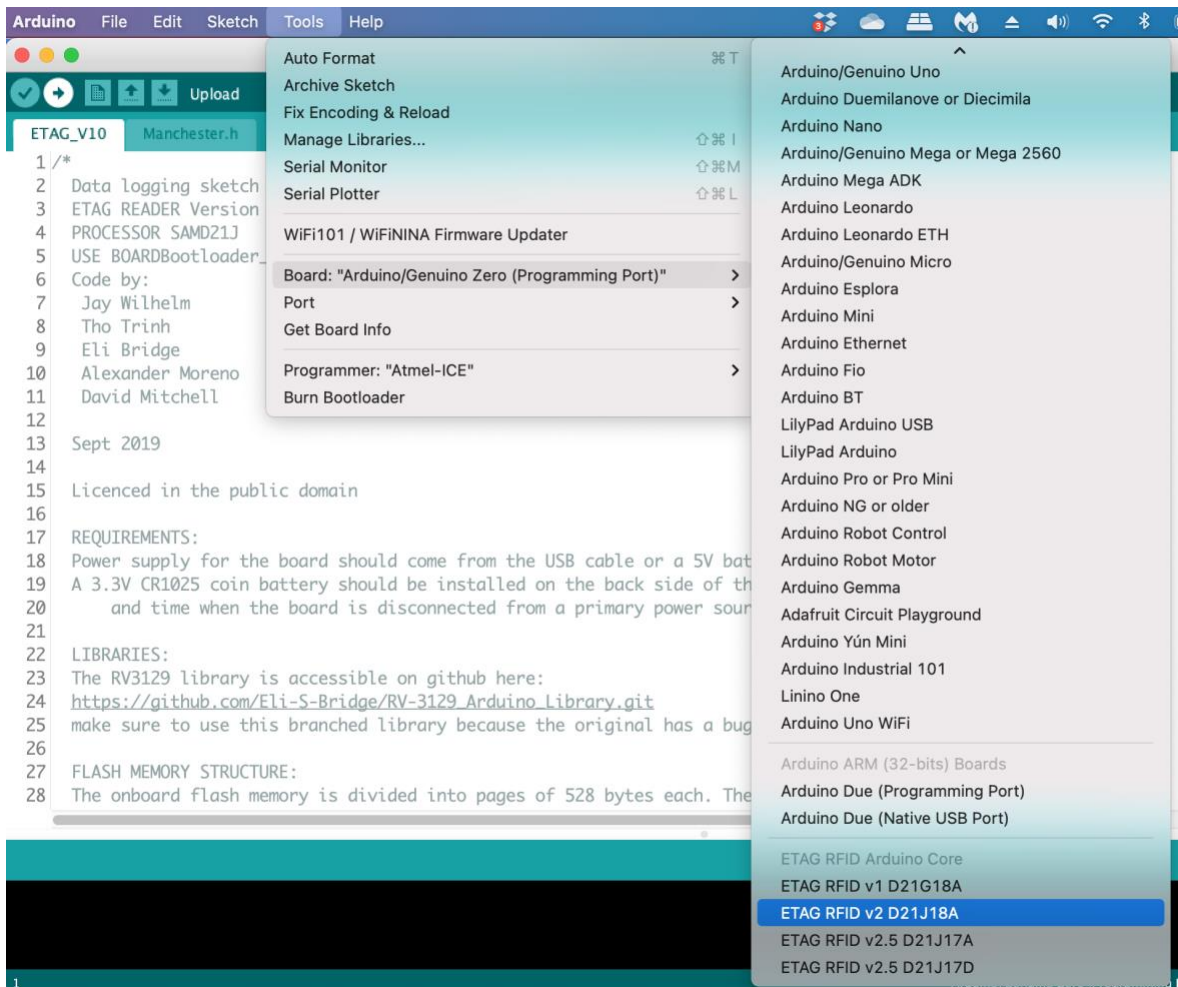 Arduino File Edit Sketch Tools Help
Upload
ETAG_V10 Manchester.h
1 /*
2 Data logging sketch
3 ETAG READER Version
4 PROCESSOR SAMD21J
5 USE BOARDBootloader_
6 Code by:
7 Jay Wilhelm
8 Tho Trinh
9 Eli Bridge
10 Alexander Moreno
11 David Mitchell
12
13 Sept 2019
14
15 Licenced in the public domain
16
17 REQUIREMENTS:
18 Power supply for the board should come from the USB cable or a 5V bat
19 A 3.3V CR1025 coin battery should be installed on the back side of th
20 and time when the board is disconnected from a primary power sour
21
22 LIBRARIES:
23 The RV3129 library is accessible on github here:
24 https://github.com/Eli-S-Bridge/RV-3129_Arduino_Library.git
25 make sure to use this branched library because the original has a bug
26
27 FLASH MEMORY STRUCTURE:
28 The onboard flash memory is divided into pages of 528 bytes each. The
1
Auto Format ⌘T
Archive Sketch
Fix Encoding & Reload
Manage Libraries... ⇧⌘I
Serial Monitor ⇧⌘M
Serial Plotter ⇧⌘L
WiFi101 / WiFiNINA Firmware Updater
Board: "Arduino/Genuino Zero (Programming Port)"
Port
Get Board Info
Programmer: "Atmel-ICE"
Burn Bootloader
Arduino/Genuino Uno
Arduino Duemilanove or Diecimila
Arduino Nano
Arduino/Genuino Mega or Mega 2560
Arduino Mega ADK
Arduino Leonardo
Arduino Leonardo ETH
Arduino/Genuino Micro
Arduino Esplora
Arduino Mini
Arduino Ethernet
Arduino Fio
Arduino BT
LilyPad Arduino USB
LilyPad Arduino
Arduino Pro or Pro Mini
Arduino NG or older
Arduino Robot Control
Arduino Robot Motor
Arduino Gemma
Adafruit Circuit Playground
Arduino Yún Mini
Arduino Industrial 101
Linino One
Arduino Uno WiFi
Arduino ARM (32-bits) Boards
Arduino Due (Programming Port)
Arduino Due (Native USB Port)
ETAG RFID Arduino Core
ETAG RFID v1 D21G18A
ETAG RFID v2 D21J18A
ETAG RFID v2.5 D21J17A
ETAG RFID v2.5 D21J17D